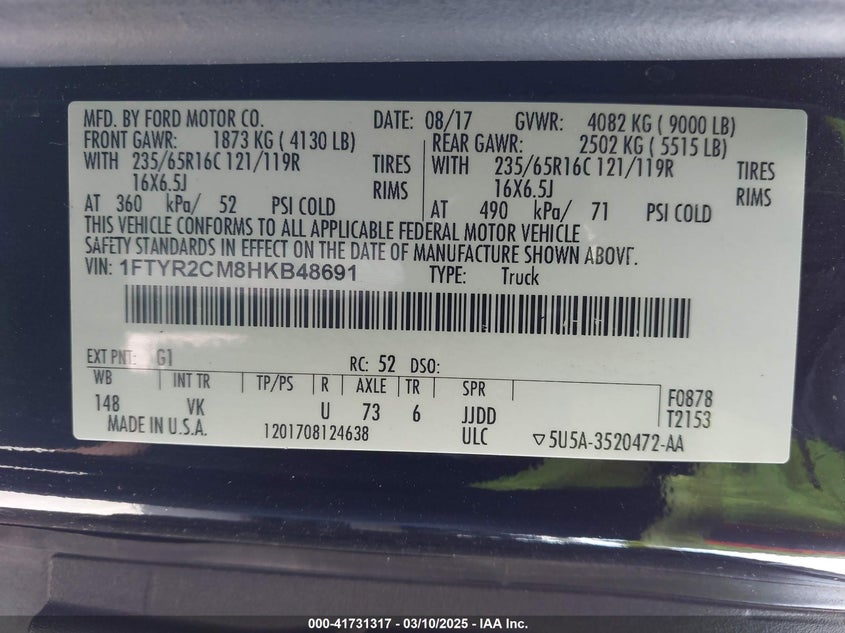 MFD. BY FORD MOTOR CO. DATE: 08/17 GVWR: 4082 KG ( 9000 LB)
FRONT GAWR: 1873 KG ( 4130 LB) REAR GAWR: 2502 KG ( 5515 LB)
WITH 235/65R16C 121/119R TIRES WITH 235/65R16C 121/119R TIRES
16X6.5J RIMS 16X6.5J RIMS
AT 360 kPa/ 52 PSI COLD AT 490 kPa/ 71 PSI COLD
THIS VEHICLE CONFORMS TO ALL APPLICABLE FEDERAL MOTOR VEHICLE
SAFETY STANDARDS IN EFFECT ON THE DATE OF MANUFACTURE SHOWN ABOVE.
VIN: 1FTYR2CM8HKB48691 TYPE: Truck
EXT PNT: G1 RC: 52 DSO:
WB INT TR TP/PS R AXLE TR SPR F0878
148 VK U 73 6 JJDD T2153
MADE IN U.S.A. 1201708124638 ULC ▽5U5A-3520472-AA
000-41731317 - 03/10/2025 - IAA Inc.